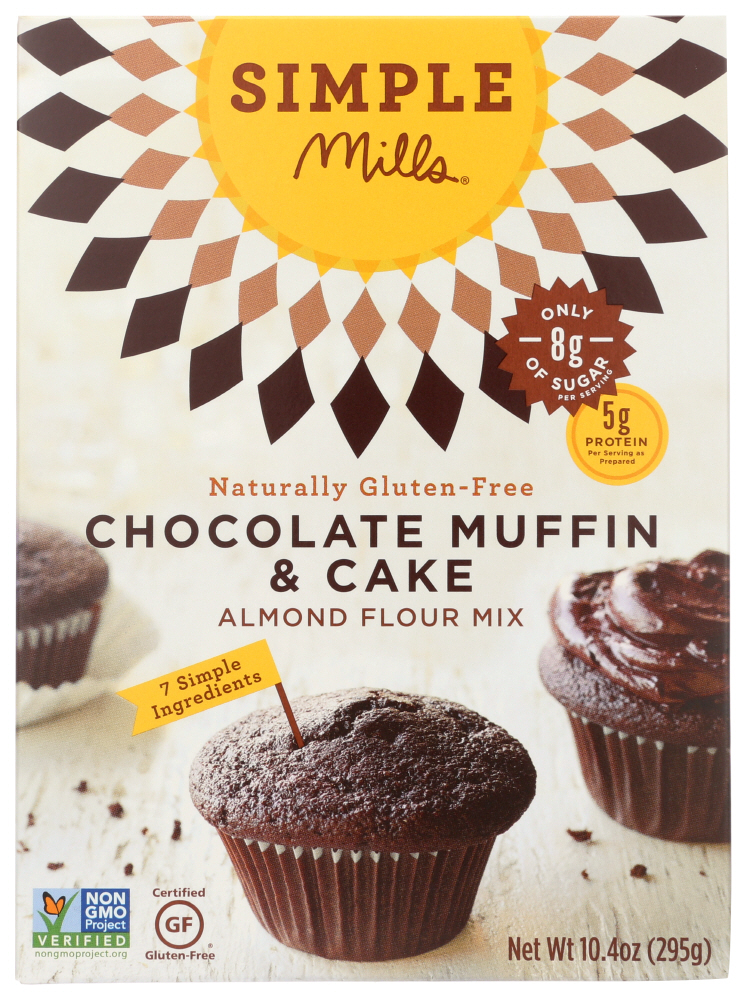 SIMPLE
Mills®
ONLY
8g
OF SUGAR
PER SERVING
5g
PROTEIN
Per Serving as
Prepared
Naturally Gluten-Free
CHOCOLATE MUFFIN
& CAKE
ALMOND FLOUR MIX
7 Simple
Ingredients
NON
GMO
Project
VERIFIED
nongmoproject.org
Certified
GF
®
Gluten-Free
Net Wt 10.4oz (295g)